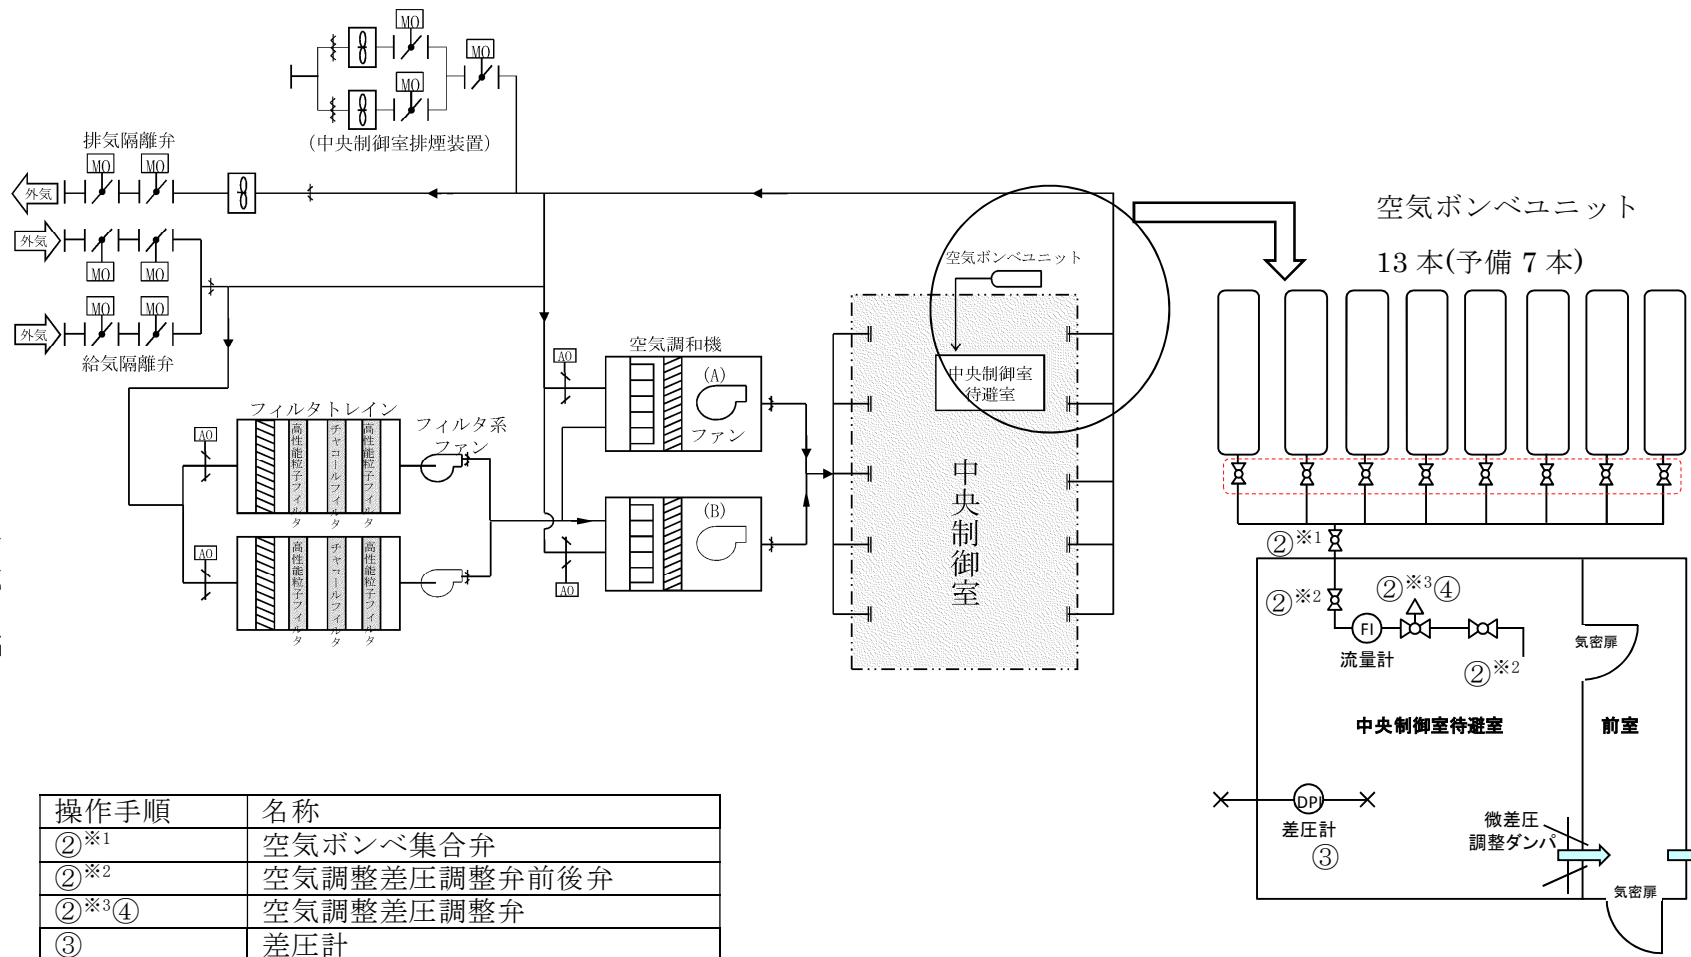 MO
MO
MO
(中央制御室排煙装置)
排気隔離弁
MO
MO
外気
外気
MO
MO
MO
MO
外気
給気隔離弁
フィルタトレイン
AO
高性能粒子フィルタ
チャコールフィルタ
高性能粒子フィルタ
フィルタ系
ファン
AO
高性能粒子フィルタ
チャコールフィルタ
高性能粒子フィルタ
空気調和機
AO
(A)
ファン
(B)
AO
空気ボンベユニット
中央制御室
待避室
中央制御室
空気ボンベユニット
13 本(予備 7 本)
②※1
②※2
②※3④
FI
流量計
②※2
気密扉
中央制御室待避室
前室
DPI
差圧計
③
微差圧
調整ダンパ
気密扉
操作手順 名称
②※1 空気ボンベ集合弁
②※2 空気調整差圧調整弁前後弁
②※3④ 空気調整差圧調整弁
③ 差圧計